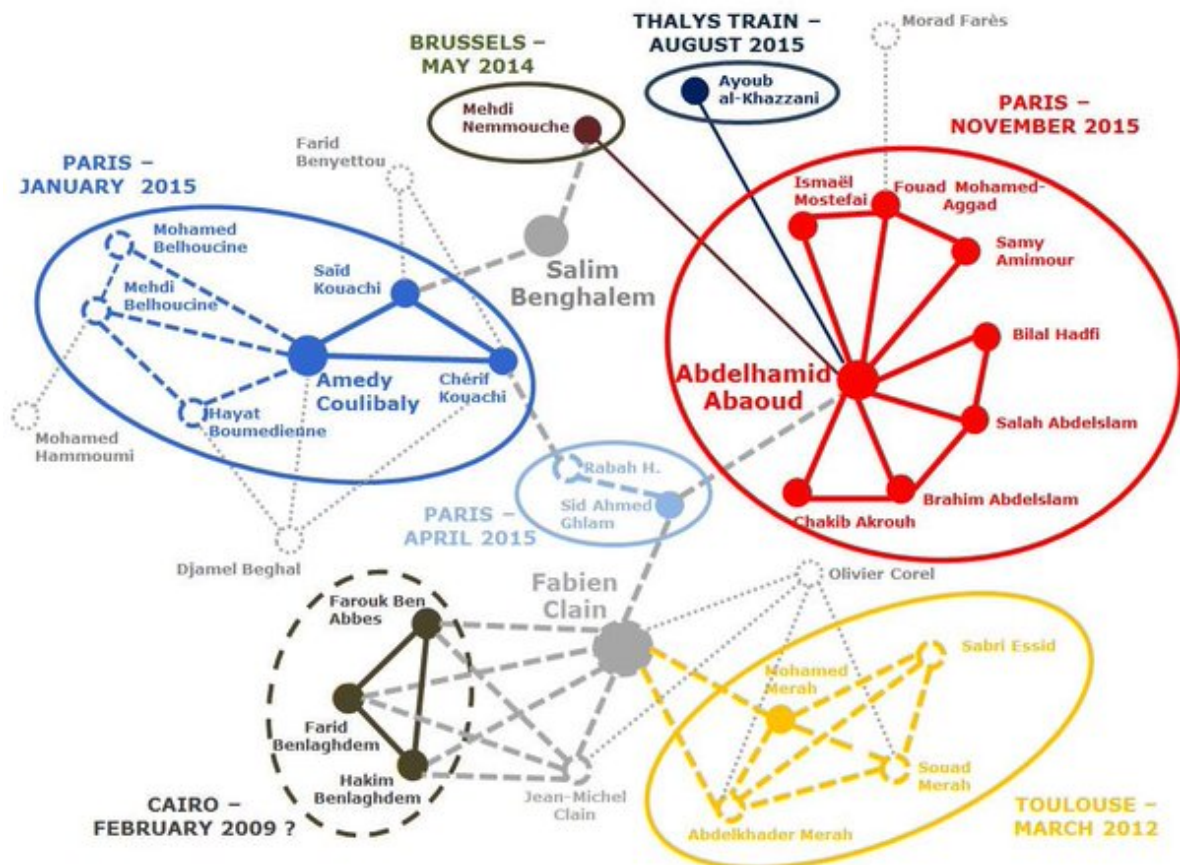 Morad Farès
THALYS TRAIN –
AUGUST 2015
BRUSSELS –
MAY 2014
Ayoub
al-Khazzani
Mehdi
Nemmouche
PARIS –
NOVEMBER 2015
Farid
Benyettou
PARIS –
JANUARY 2015
Ismaël
Mostefai
Fouad Mohamed-
Aggad
Mohamed
Belhoucine
Samy
Amimour
Saïd
Kouachi
Salim
Benghalem
Mehdi
Belhoucine
Bilal Hadfi
Abdelhamid
Abaoud
Amedy
Coulibaly
Chérif
Kouachi
Hayat
Boumedienne
Salah Abdelslam
Mohamed
Hammoumi
Rabah H.
Sid Ahmed
Ghlam
Brahim Abdelslam
Chakib Akrouh
PARIS –
APRIL 2015
Djamel Beghal
Olivier Corel
Fabien
Clain
Farouk Ben
Abbes
Sabri Essid
Mohamed
Merah
Farid
Benlaghdem
Hakim
Benlaghdem
Souad
Merah
Jean-Michel
Clain
CAIRO –
FEBRUARY 2009 ?
TOULOUSE –
MARCH 2012
Abdelkhader Merah